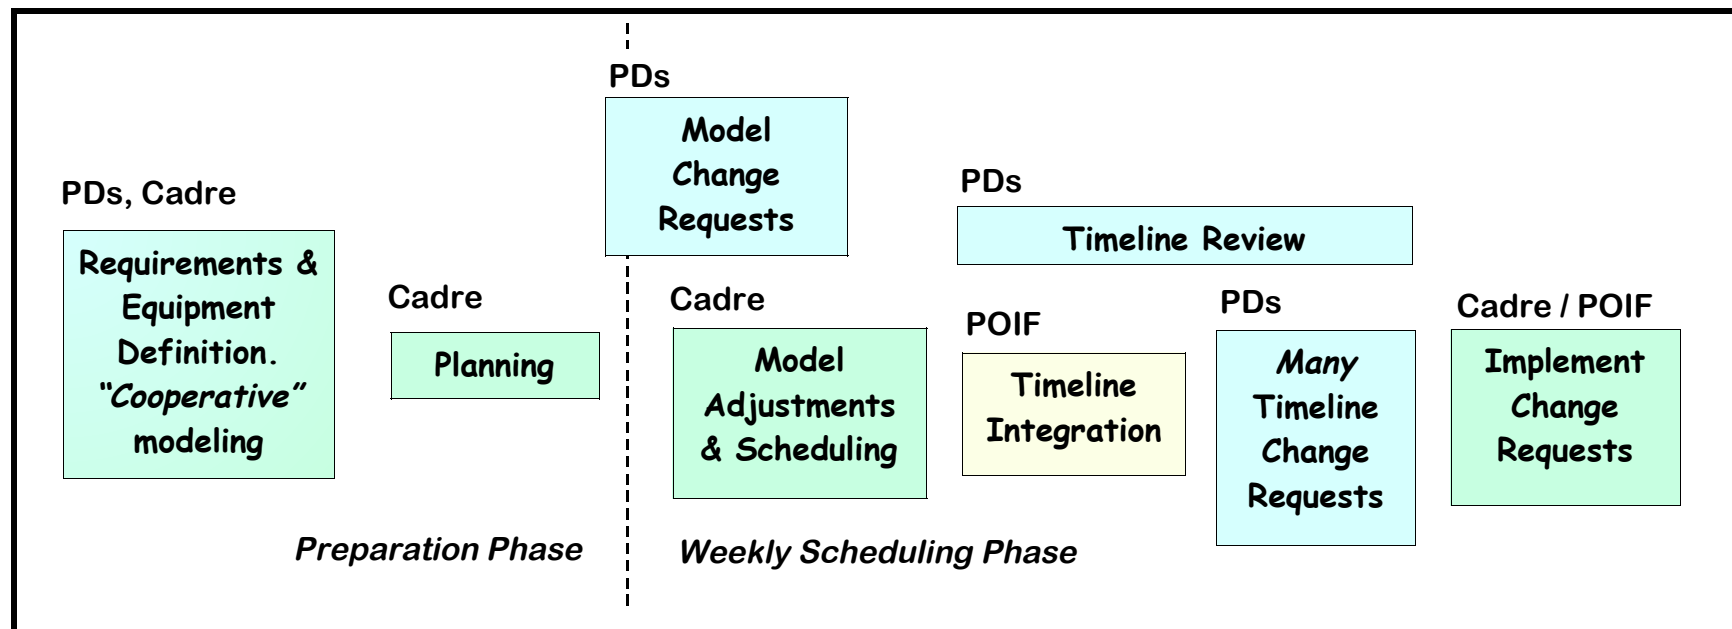 PDs, Cadre
Requirements &
Equipment
Definition.
“Cooperative”
modeling
Cadre
Planning
Preparation Phase
PDs
Model
Change
Requests
Cadre
Model
Adjustments
& Scheduling
PDs
Timeline Review
POIF
Timeline
Integration
PDs
Many
Timeline
Change
Requests
Cadre / POIF
Implement
Change
Requests
Weekly Scheduling Phase